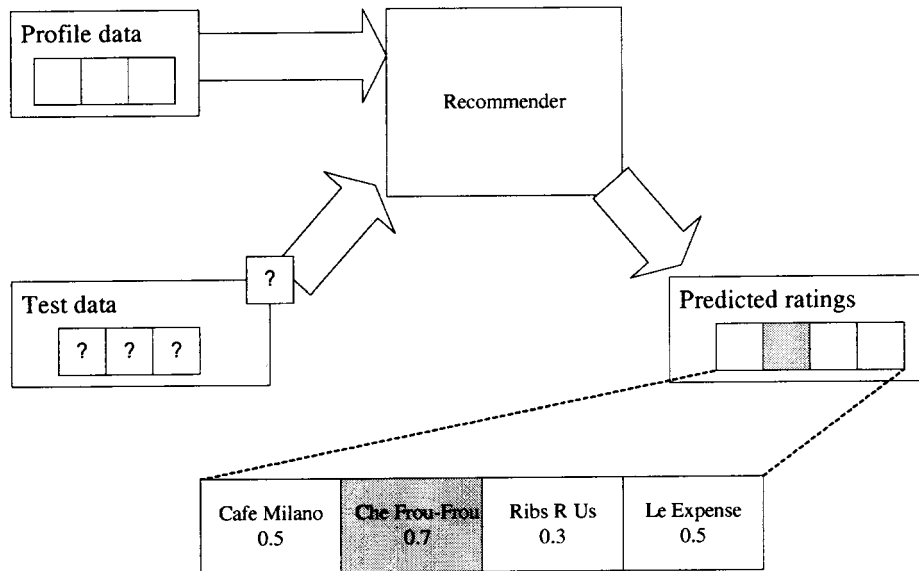 Profile data
Recommender
?
Test data
? ? ?
Predicted ratings
Cafe Milano
0.5
Che Frou-Frou
0.7
Ribs R Us
0.3
Le Expense
0.5